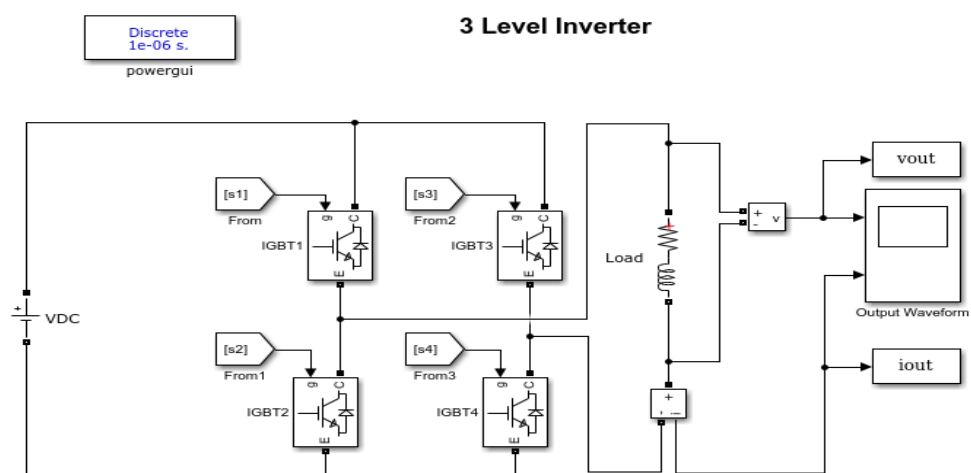 3 Level Inverter
Discrete
1e-06 s.
powergui
vout
[s1]
[s3]
From
From2
g
C
g
C
+
-
v
IGBT1
IGBT3
E
E
Load
Output Waveform
+
VDC
[s2]
[s4]
From1
From3
iout
g
C
g
C
+
-
i
IGBT2
IGBT4
E
E